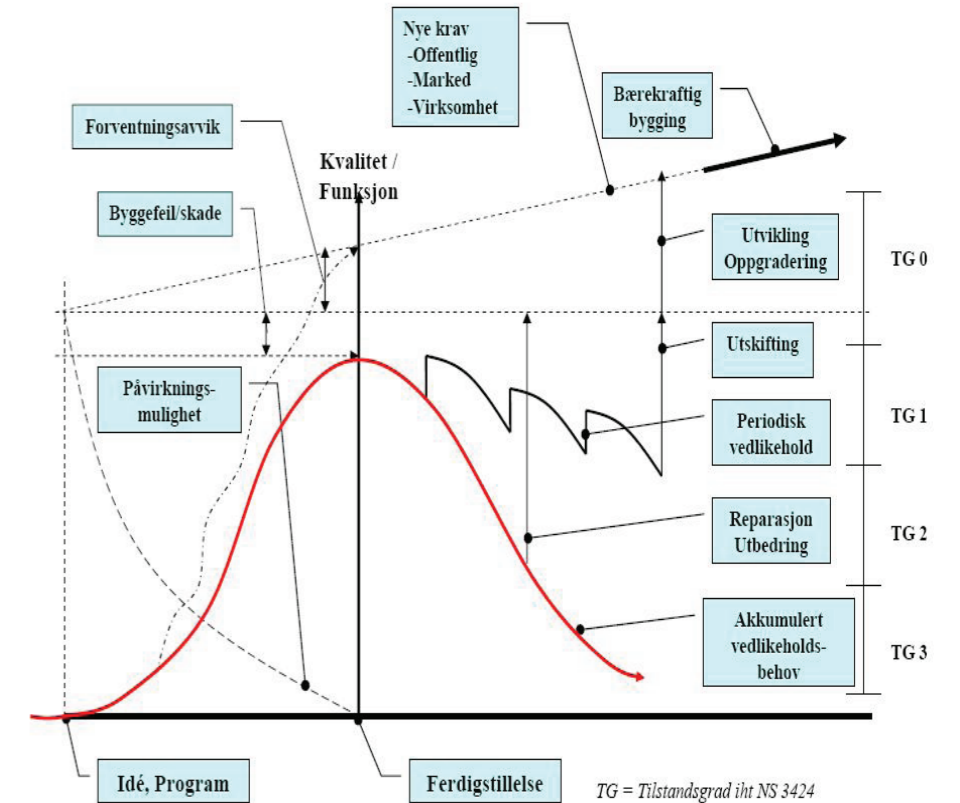 Nye krav
-Offentlig
-Marked
-Virksomhet
Bærekraftig
bygging
Forventningsavvik
Kvalitet /
Funksjon
Byggefeil/skade
Utvikling
Oppgradering
TG 0
Utskifting
Påvirknings-
mulighet
Periodisk
vedlikehold
TG 1
Reparasjon
Utbedring
TG 2
Akkumulert
vedlikeholds-
behov
TG 3
Idé, Program
Ferdigstillelse
TG = Tilstandsgrad iht NS 3424